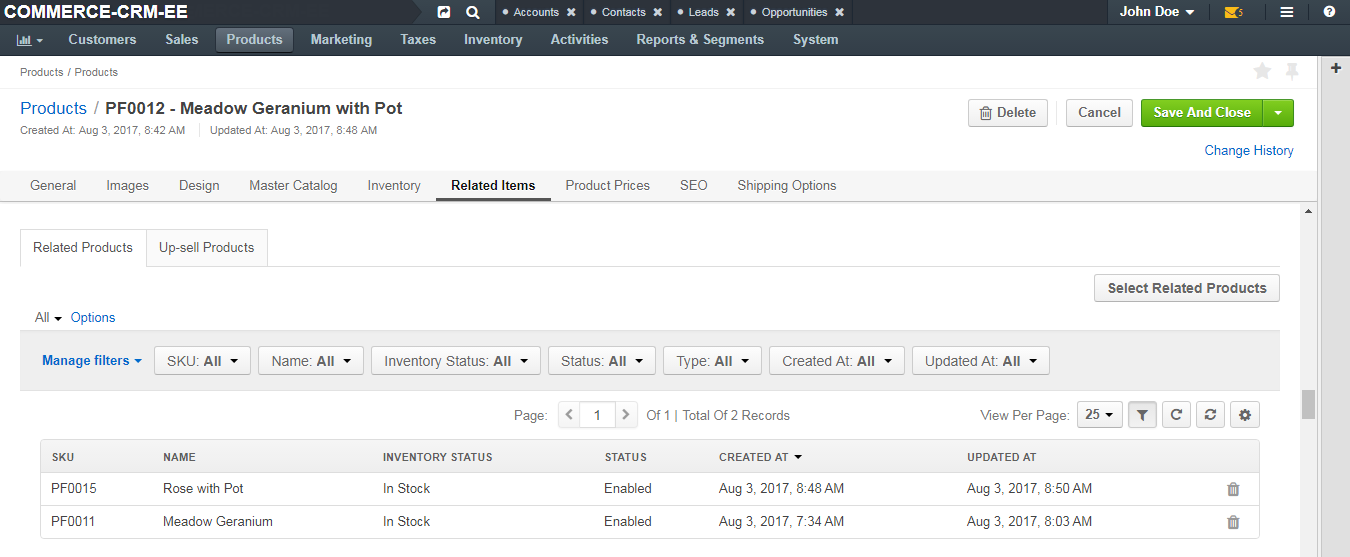 COMMERCE-CRM-EE Accounts Contacts Leads Opportunities John Doe 5
Customers Sales Products Marketing Taxes Inventory Activities Reports & Segments System
Products / Products
Products / PF0012 - Meadow Geranium with Pot Delete Cancel Save And Close
Created At: Aug 3, 2017, 8:42 AM Updated At: Aug 3, 2017, 8:48 AM
Change History
General Images Design Master Catalog Inventory Related Items Product Prices SEO Shipping Options
Related Products Up-sell Products
Select Related Products
All Options
Manage filters SKU: All Name: All Inventory Status: All Status: All Type: All Created At: All Updated At: All
Page: 1 Of 1 | Total Of 2 Records View Per Page: 25
SKU NAME INVENTORY STATUS STATUS CREATED AT UPDATED AT
PF0015 Rose with Pot In Stock Enabled Aug 3, 2017, 8:48 AM Aug 3, 2017, 8:50 AM
PF0011 Meadow Geranium In Stock Enabled Aug 3, 2017, 7:34 AM Aug 3, 2017, 8:03 AM